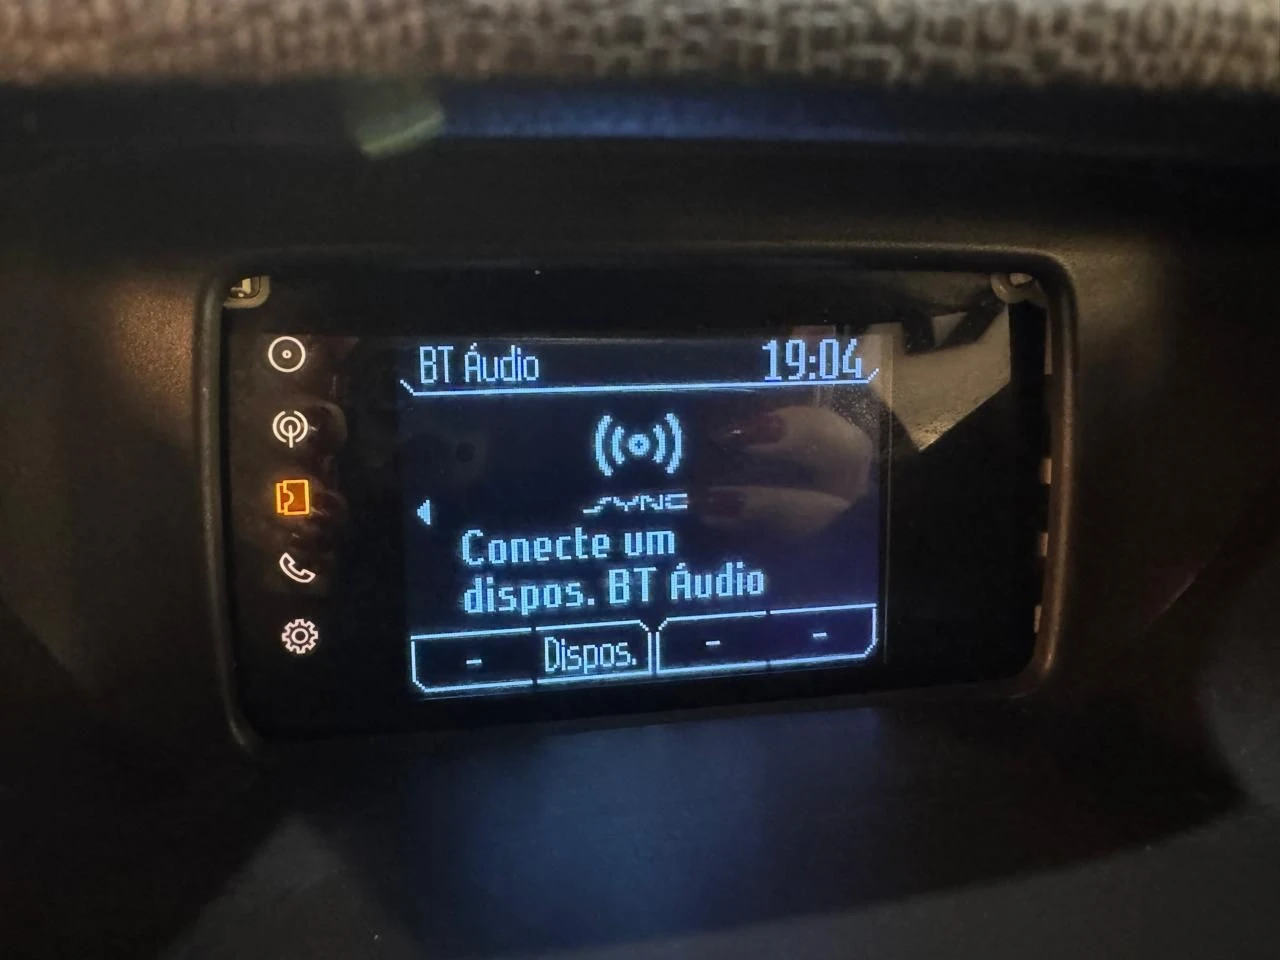 BT Áudio
19:04
SYNC
Conecte um
dispos. BT Áudio
- Dispos. - -